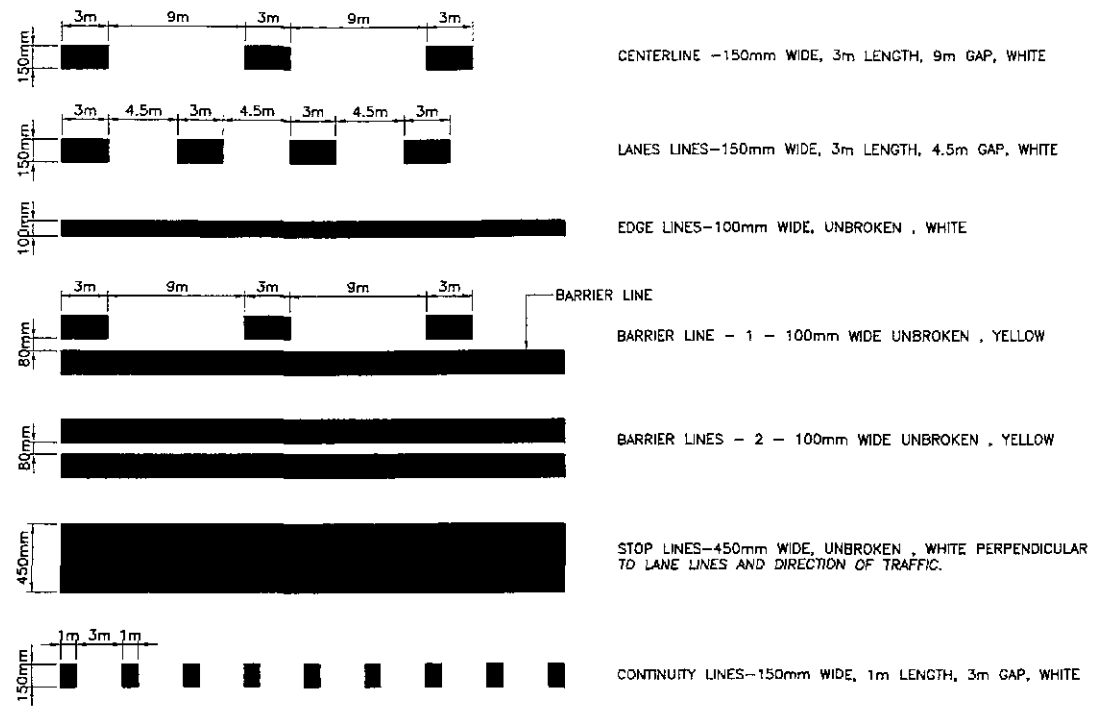 3m 9m 3m 9m 3m
150mm
CENTERLINE -150mm WIDE, 3m LENGTH, 9m GAP, WHITE
3m 4.5m 3m 4.5m 3m 4.5m 3m
150mm
LANES LINES-150mm WIDE, 3m LENGTH, 4.5m GAP, WHITE
100mm
EDGE LINES-100mm WIDE, UNBROKEN , WHITE
3m 9m 3m 9m 3m
BARRIER LINE
80mm
BARRIER LINE - 1 - 100mm WIDE UNBROKEN , YELLOW
80mm
BARRIER LINES - 2 - 100mm WIDE UNBROKEN , YELLOW
450mm
STOP LINES-450mm WIDE, UNBROKEN , WHITE PERPENDICULAR
TO LANE LINES AND DIRECTION OF TRAFFIC.
1m 3m 1m
150mm
CONTINUITY LINES-150mm WIDE, 1m LENGTH, 3m GAP, WHITE